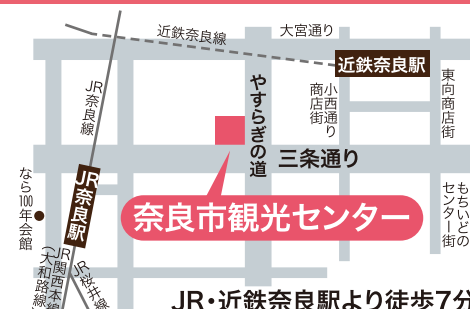 近鉄奈良線
大宮通り
近鉄奈良駅
JR奈良線
やすらぎの道
小西通り
商店街
東向商店街
三条通り
JR奈良駅
なら100年会館
奈良市観光センター
もちいどの
センター街
JR関西本線
(大和路線
JR桜井線
JR・近鉄奈良駅より徒歩7分